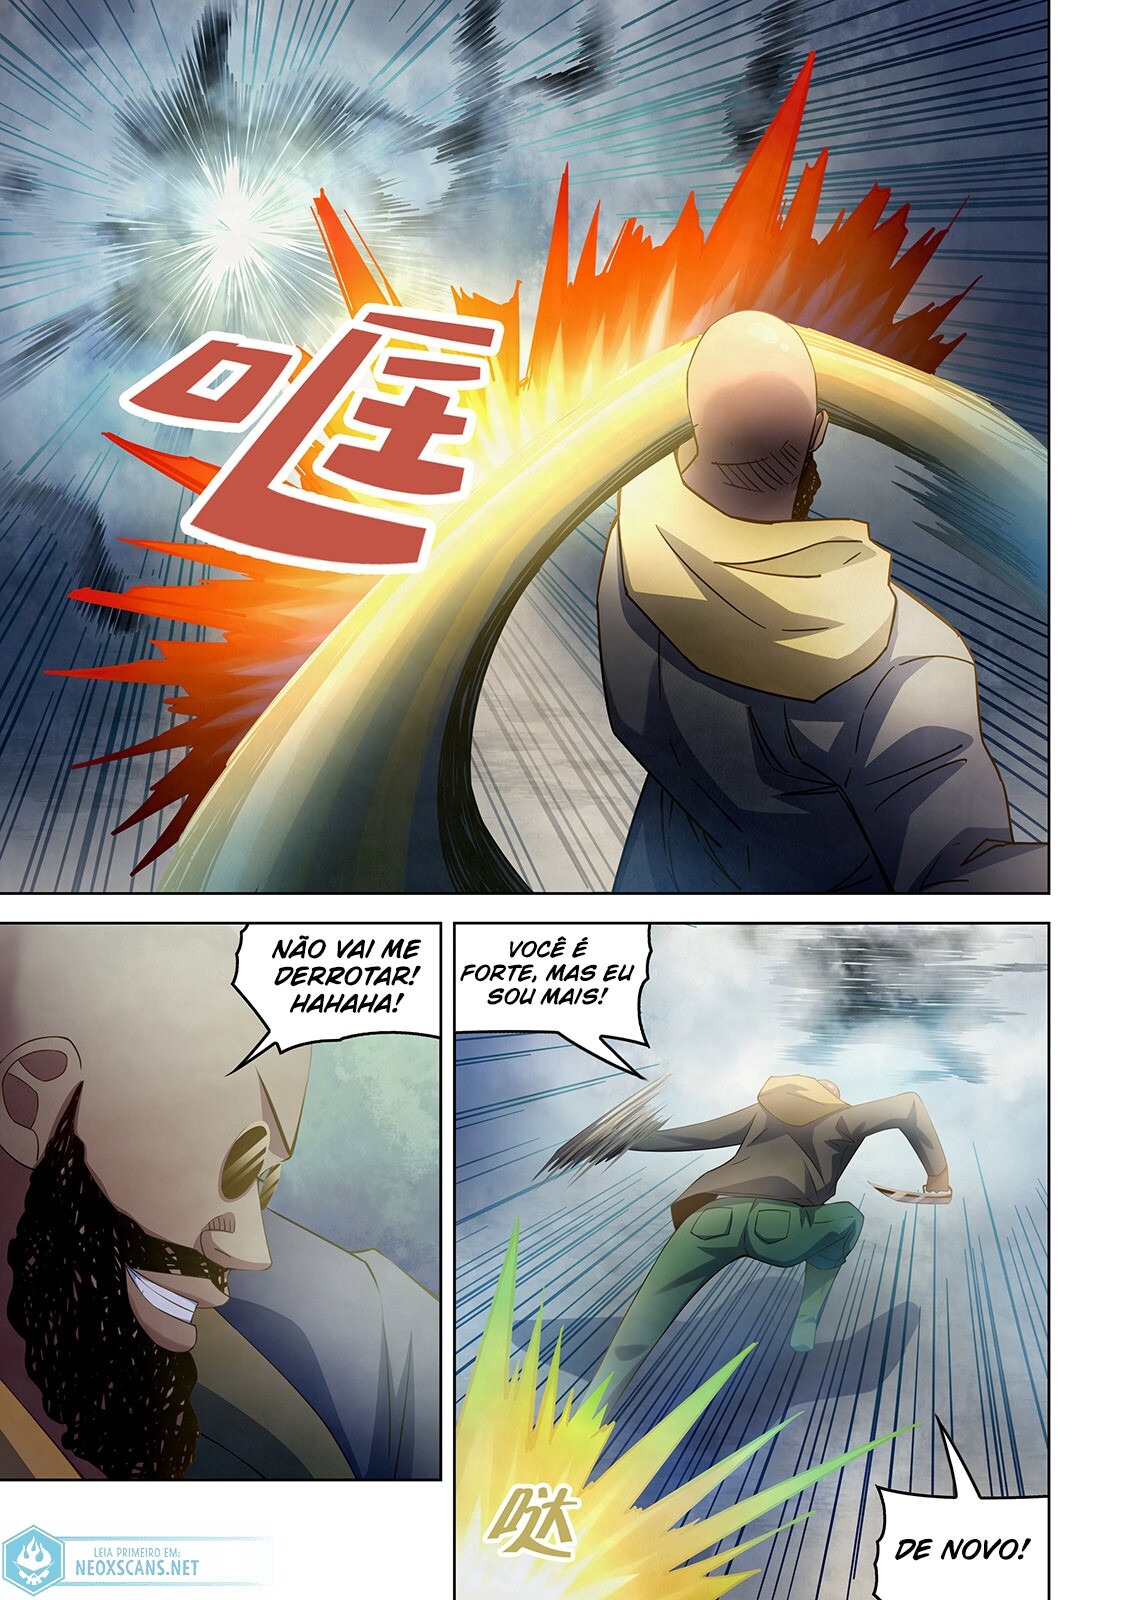 哐
NÃO VAI ME
DERROTAR!
HAHAHA!
VOCÊ É
FORTE, MAS EU
SOU MAIS!
哒
DE NOVO!
LEIA PRIMEIRO EM:
NEOXSCANS.NET